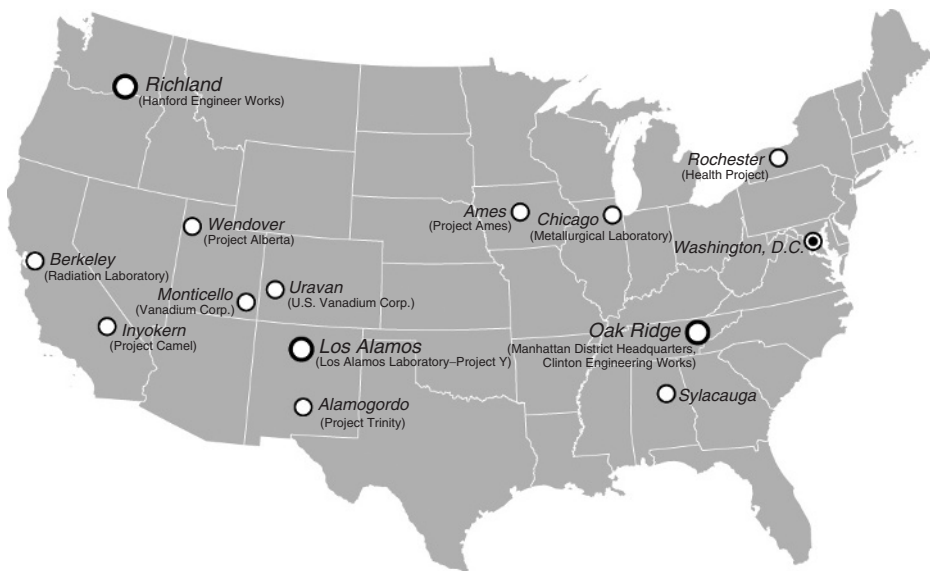 Richland
(Hanford Engineer Works)
Rochester
(Health Project)
Ames
(Project Ames)
Chicago
(Metallurgical Laboratory)
Wendover
(Project Alberta)
Washington, D.C.
Berkeley
(Radiation Laboratory)
Monticello
(Vanadium Corp.)
Uravan
(U.S. Vanadium Corp.)
Inyokern
(Project Camel)
Oak Ridge
(Manhattan District Headquarters,
Clinton Engineering Works)
Los Alamos
(Los Alamos Laboratory–Project Y)
Sylacauga
Alamogordo
(Project Trinity)